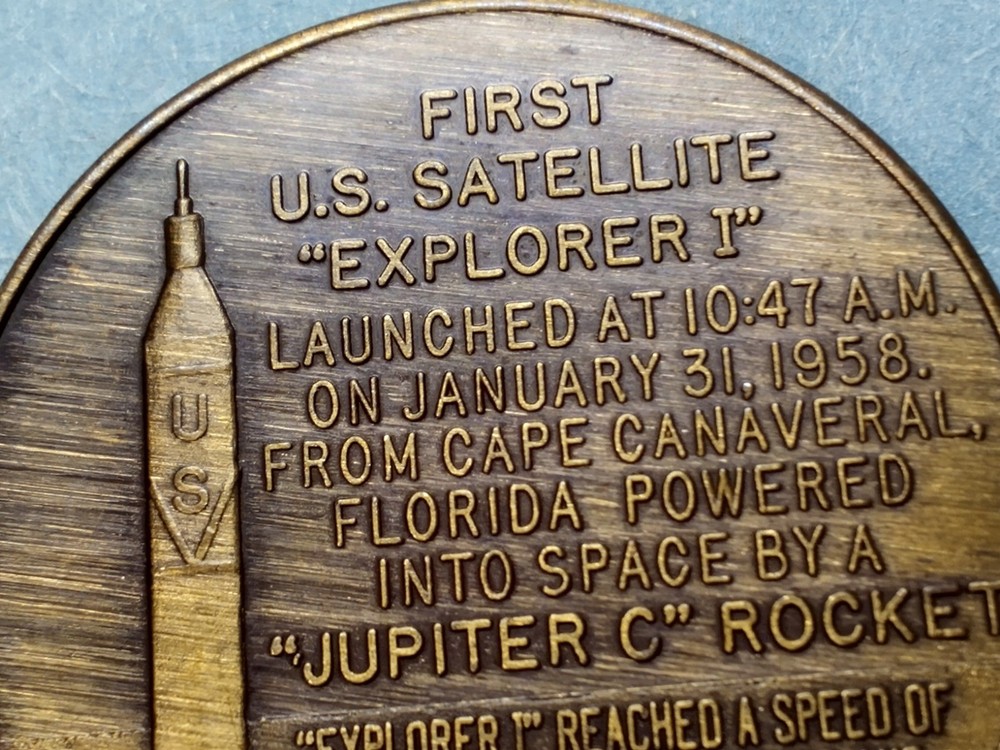 FIRST
U.S. SATELLITE
“EXPLORER I”
LAUNCHED AT 10:47 A.M.
ON JANUARY 31, 1958.
FROM CAPE CANAVERAL,
FLORIDA POWERED
INTO SPACE BY A
“JUPITER C” ROCKET
“EXPLORER I” REACHED A SPEED OF
U
S